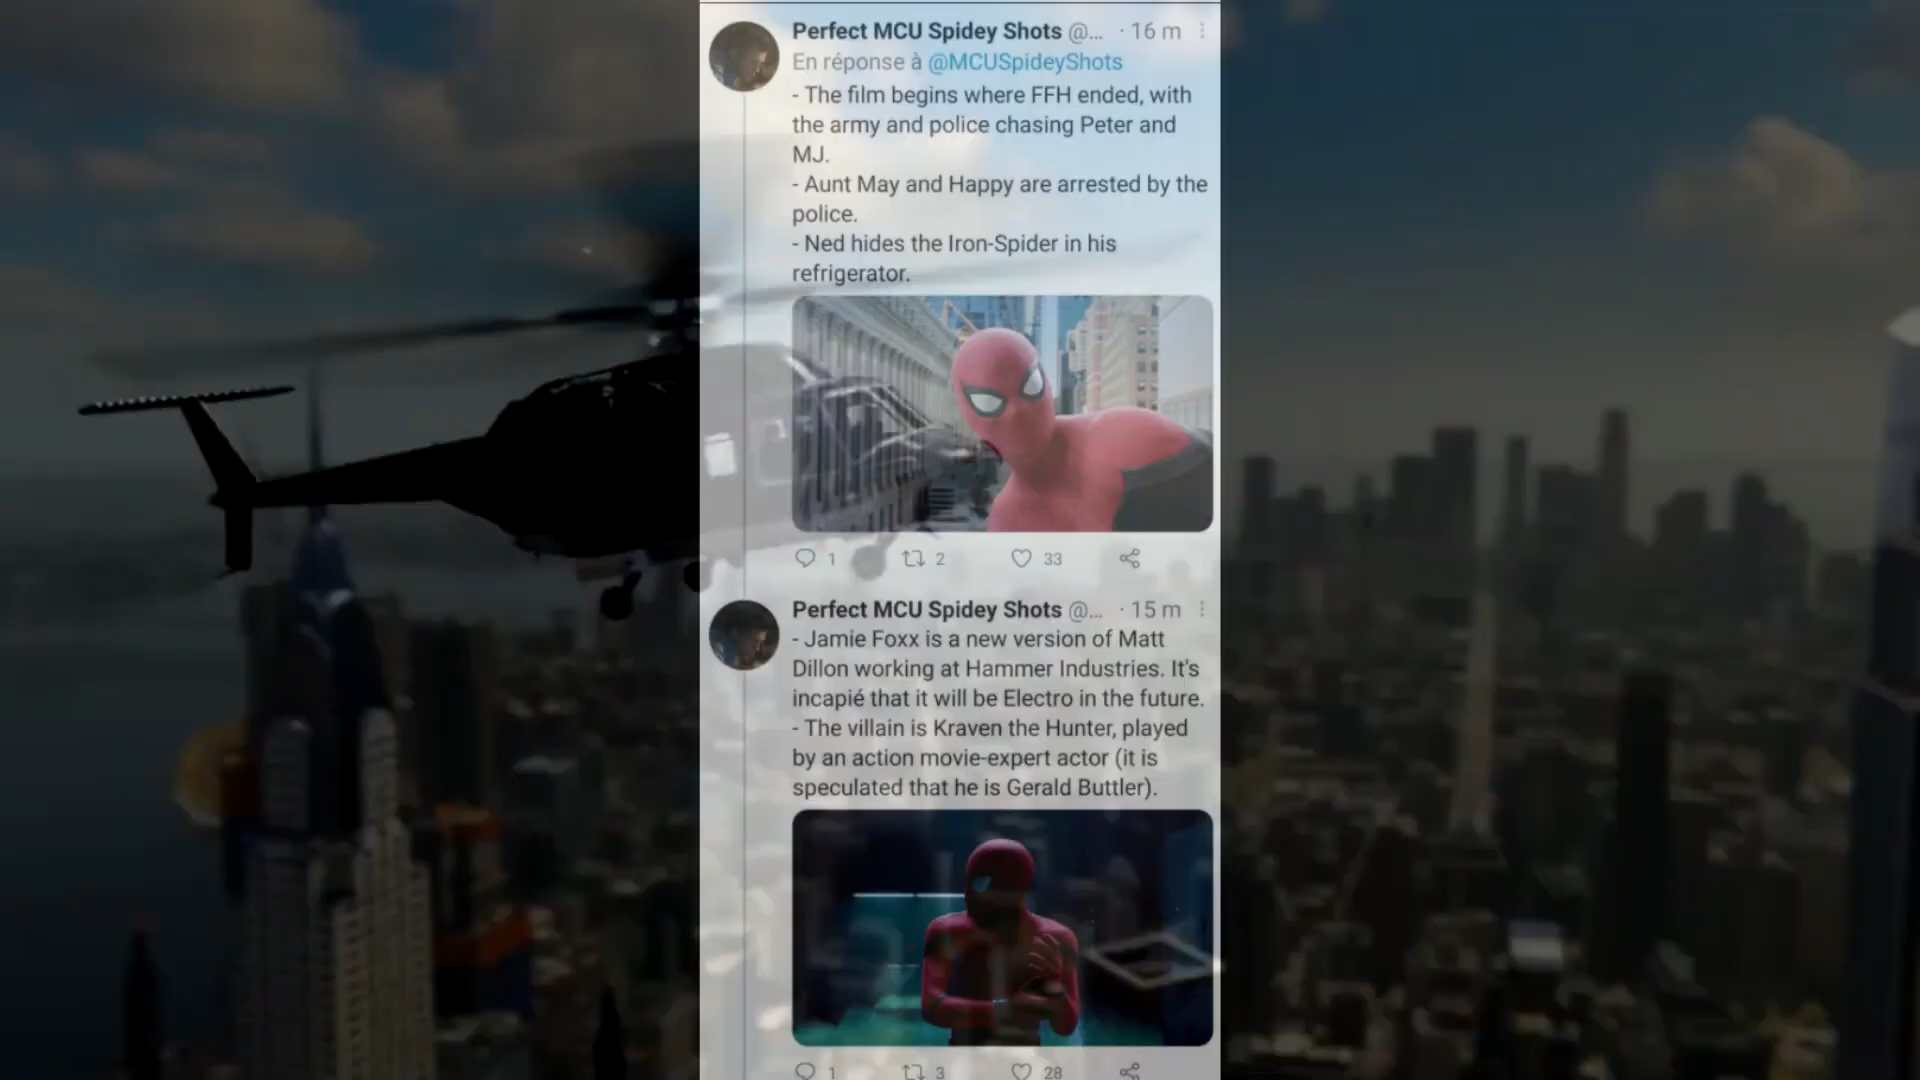 Perfect MCU Spidey Shots @... · 16 m
En réponse à @MCUSpideyShots
- The film begins where FFH ended, with
the army and police chasing Peter and
MJ.
- Aunt May and Happy are arrested by the
police.
- Ned hides the Iron-Spider in his
refrigerator.
1 2 33
Perfect MCU Spidey Shots @... · 15 m
- Jamie Foxx is a new version of Matt
Dillon working at Hammer Industries. It's
incapié that it will be Electro in the future.
- The villain is Kraven the Hunter, played
by an action movie-expert actor (it is
speculated that he is Gerald Buttler).
1 3 28